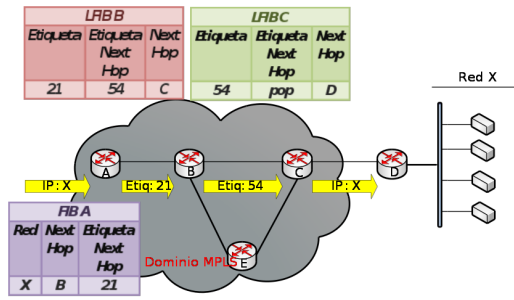 LFIB B
Etiqueta Etiqueta Next Hop Next Hop
21 54 C
LFIB C
Etiqueta Etiqueta Next Hop Next Hop
54 pop D
Red X
A B C D
IP: X Etiq: 21 Etiq: 54 IP: X
FIB A
Red Next Hop Etiqueta Next Hop
X B 21
Dominio MPLS
E